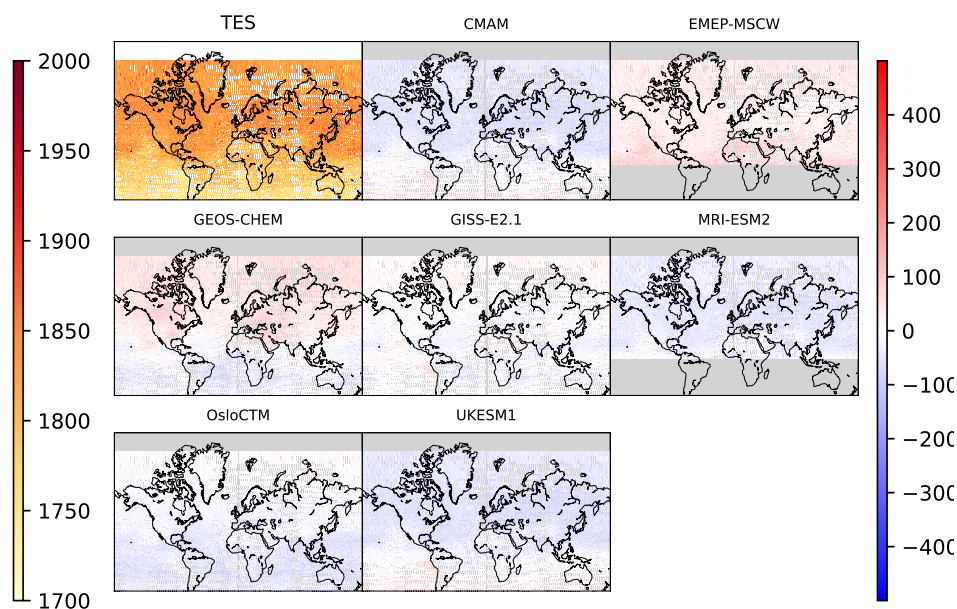 TES
CMAM
EMEP-MSCW
GEOS-CHEM
GISS-E2.1
MRI-ESM2
OsloCTM
UKESM1
2000
1950
1900
1850
1800
1750
1700
400
300
200
100
0
−100
−200
−300
−400